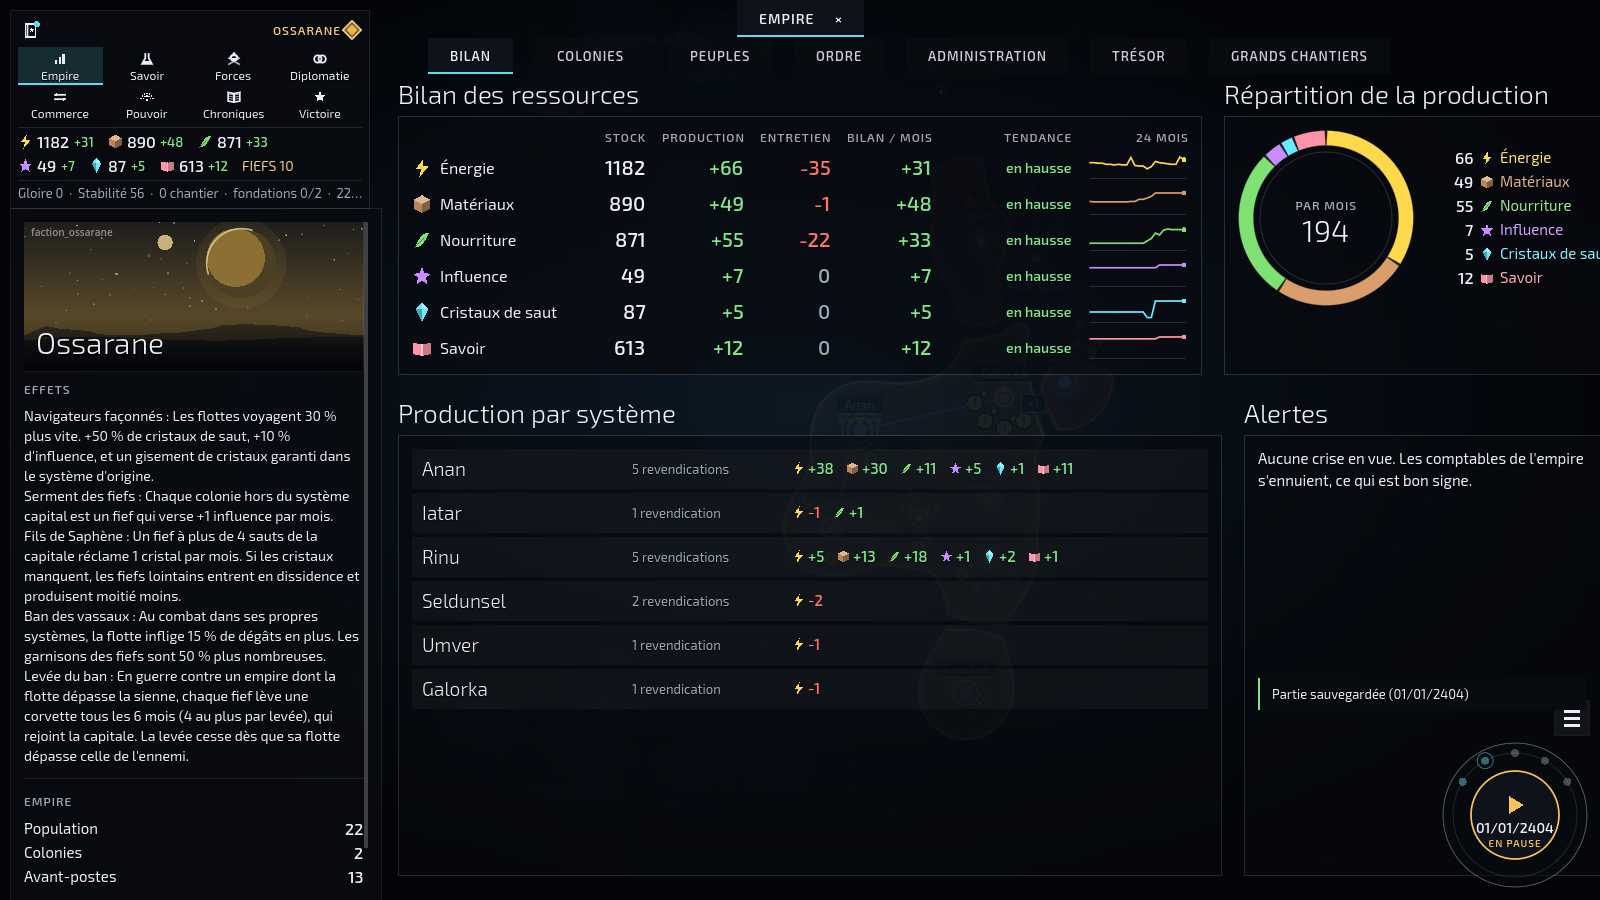 OSSARANE
EMPIRE ×
Empire
Savoir
Forces
Diplomatie
Commerce
Pouvoir
Chroniques
Victoire
1182 +31 890 +48 871 +33
49 +7 87 +5 613 +12 FIEFS 10
Gloire 0 · Stabilité 56 · 0 chantier · fondations 0/2 · 22...
BILAN
COLONIES
PEUPLES
ORDRE
ADMINISTRATION
TRÉSOR
GRANDS CHANTIERS
faction_ossarane
Ossarane
EFFETS
Navigateurs façonnés : Les flottes voyagent 30 %
plus vite. +50 % de cristaux de saut, +10 %
d'influence, et un gisement de cristaux garanti dans
le système d'origine.
Serment des fiefs : Chaque colonie hors du système
capital est un fief qui verse +1 influence par mois.
Fils de Saphène : Un fief à plus de 4 sauts de la
capitale réclame 1 cristal par mois. Si les cristaux
manquent, les fiefs lointains entrent en dissidence et
produisent moitié moins.
Ban des vassaux : Au combat dans ses propres
systèmes, la flotte inflige 15 % de dégâts en plus. Les
garnisons des fiefs sont 50 % plus nombreuses.
Levée du ban : En guerre contre un empire dont la
flotte dépasse la sienne, chaque fief lève une
corvette tous les 6 mois (4 au plus par levée), qui
rejoint la capitale. La levée cesse dès que sa flotte
dépasse celle de l'ennemi.
EMPIRE
Population 22
Colonies 2
Avant-postes 13
Bilan des ressources
STOCK PRODUCTION ENTRETIEN BILAN / MOIS TENDANCE 24 MOIS
Énergie 1182 +66 -35 +31 en hausse
Matériaux 890 +49 -1 +48 en hausse
Nourriture 871 +55 -22 +33 en hausse
Influence 49 +7 0 +7 en hausse
Cristaux de saut 87 +5 0 +5 en hausse
Savoir 613 +12 0 +12 en hausse
Répartition de la production
PAR MOIS
194
66 Énergie
49 Matériaux
55 Nourriture
7 Influence
5 Cristaux de sau
12 Savoir
Production par système
Anan 5 revendications +38 +30 +11 +5 +1 +11
Iatar 1 revendication -1 +1
Rinu 5 revendications +5 +13 +18 +1 +2 +1
Seldunsel 2 revendications -2
Umver 1 revendication -1
Galorka 1 revendication -1
Alertes
Aucune crise en vue. Les comptables de l'empire
s'ennuient, ce qui est bon signe.
Partie sauvegardée (01/01/2404)
01/01/2404
EN PAUSE